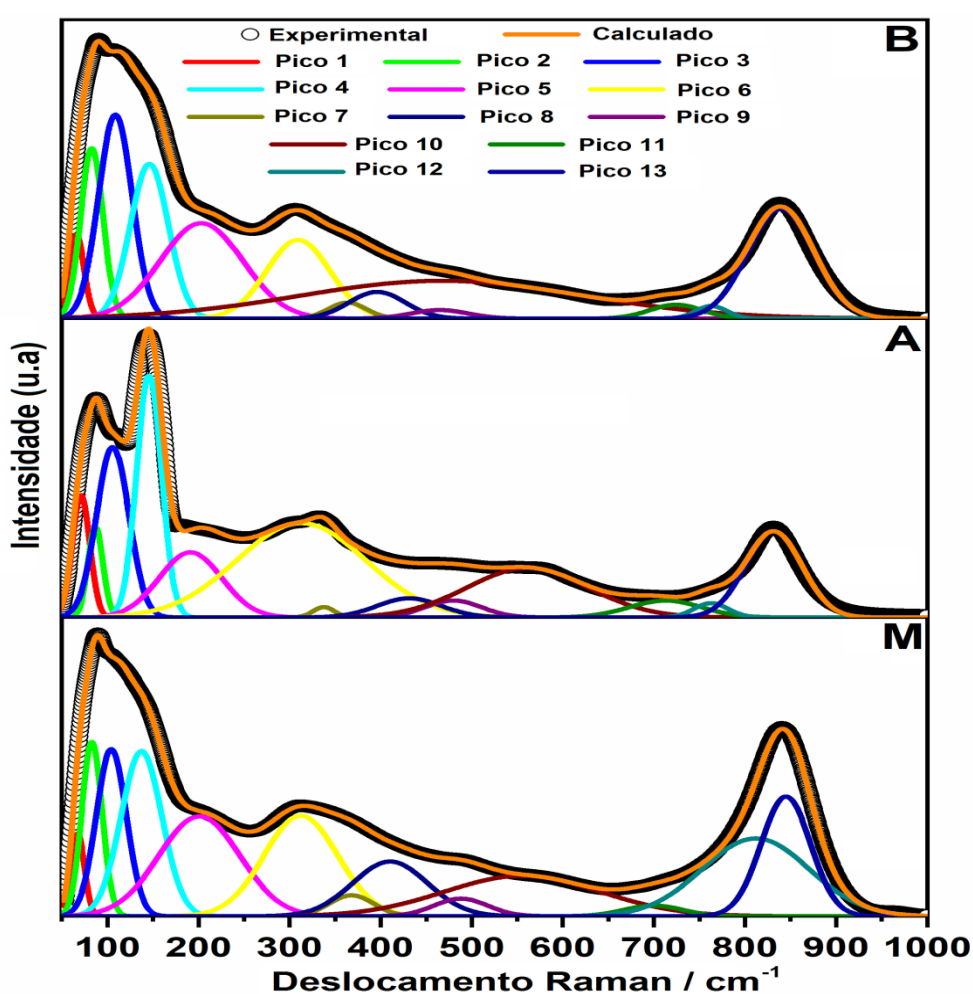 Experimental Calculado B
Pico 1 Pico 2 Pico 3
Pico 4 Pico 5 Pico 6
Pico 7 Pico 8 Pico 9
Pico 10 Pico 11
Pico 12 Pico 13
A
M
Intensidade (u.a)
100 200 300 400 500 600 700 800 900 1000
Deslocamento Raman / cm⁻¹